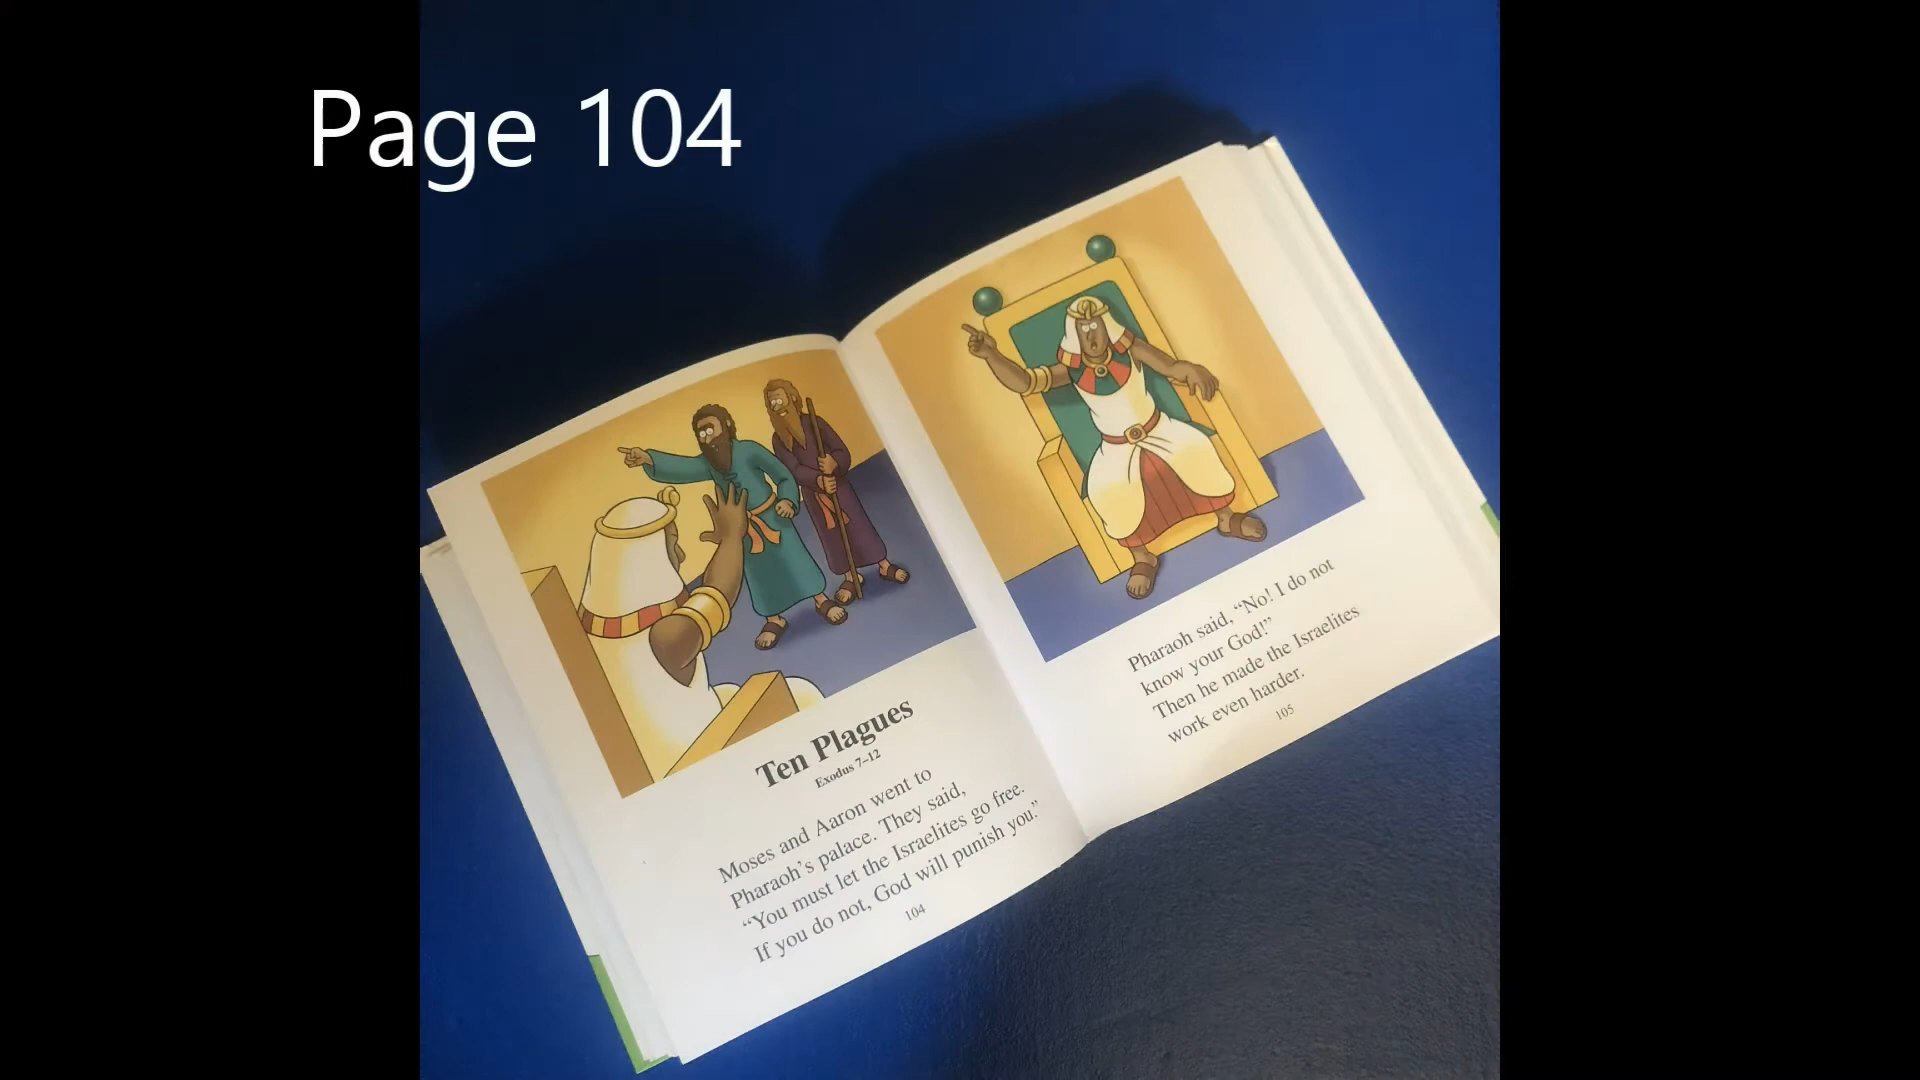 Page 104
Ten Plagues
Exodus 7–12
Moses and Aaron went to
Pharaoh’s palace. They said,
“You must let the Israelites go free.
If you do not, God will punish you.”
104
Pharaoh said, “No! I do not
know your God!”
Then he made the Israelites
work even harder.
105